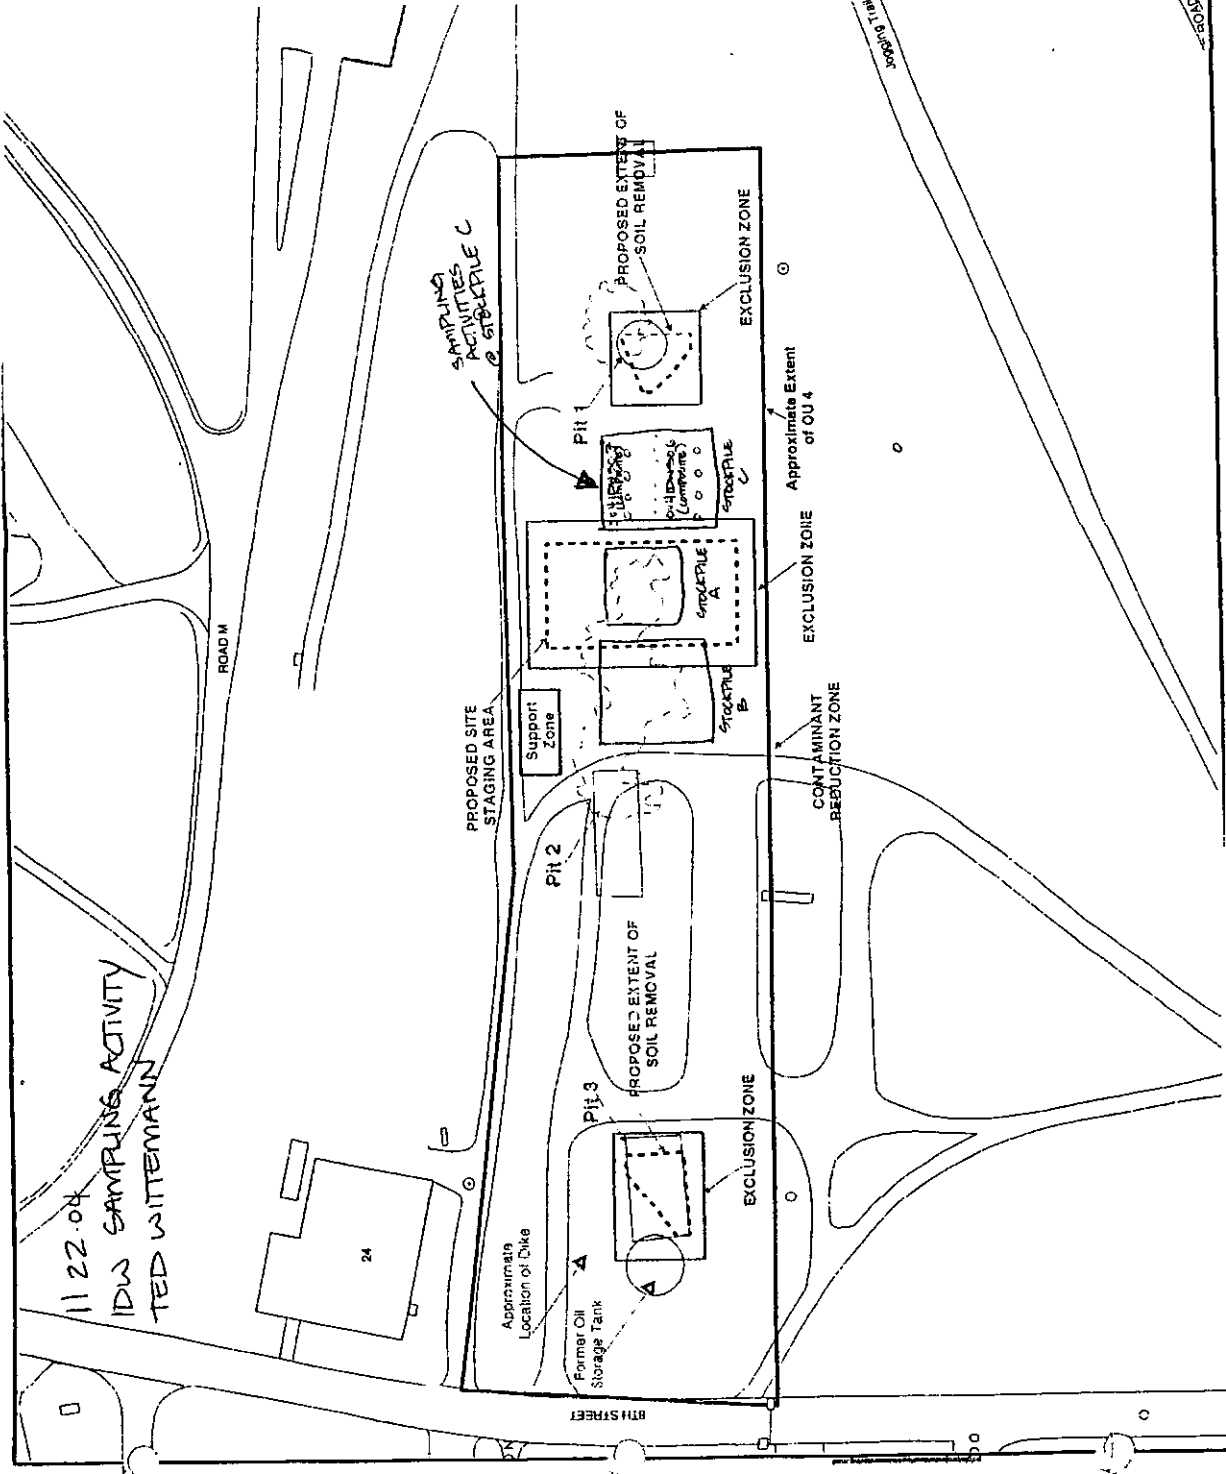 11 22.04
IDW SAMPLING ACTIVITY
TED WITTEMANN
ROAD M
24
8TH STREET
Approximate
Location of Dike
Former Oil
Storage Tank
Pit 3
PROPOSED EXTENT OF
SOIL REMOVAL
EXCLUSION ZONE
Pit 2
PROPOSED SITE
STAGING AREA
Support
Zone
STOCKPILE
B
STOCKPILE
A
STOCKPILE
C
(composite)
(composite)
CONTAMINANT
REDUCTION ZONE
EXCLUSION ZONE
SAMPLING
ACTIVITIES
@ STOCKPILE C
Pit 1
PROPOSED EXTENT OF
SOIL REMOVAL
EXCLUSION ZONE
Approximate Extent
of OU 4
Jogging Trail
ROAD